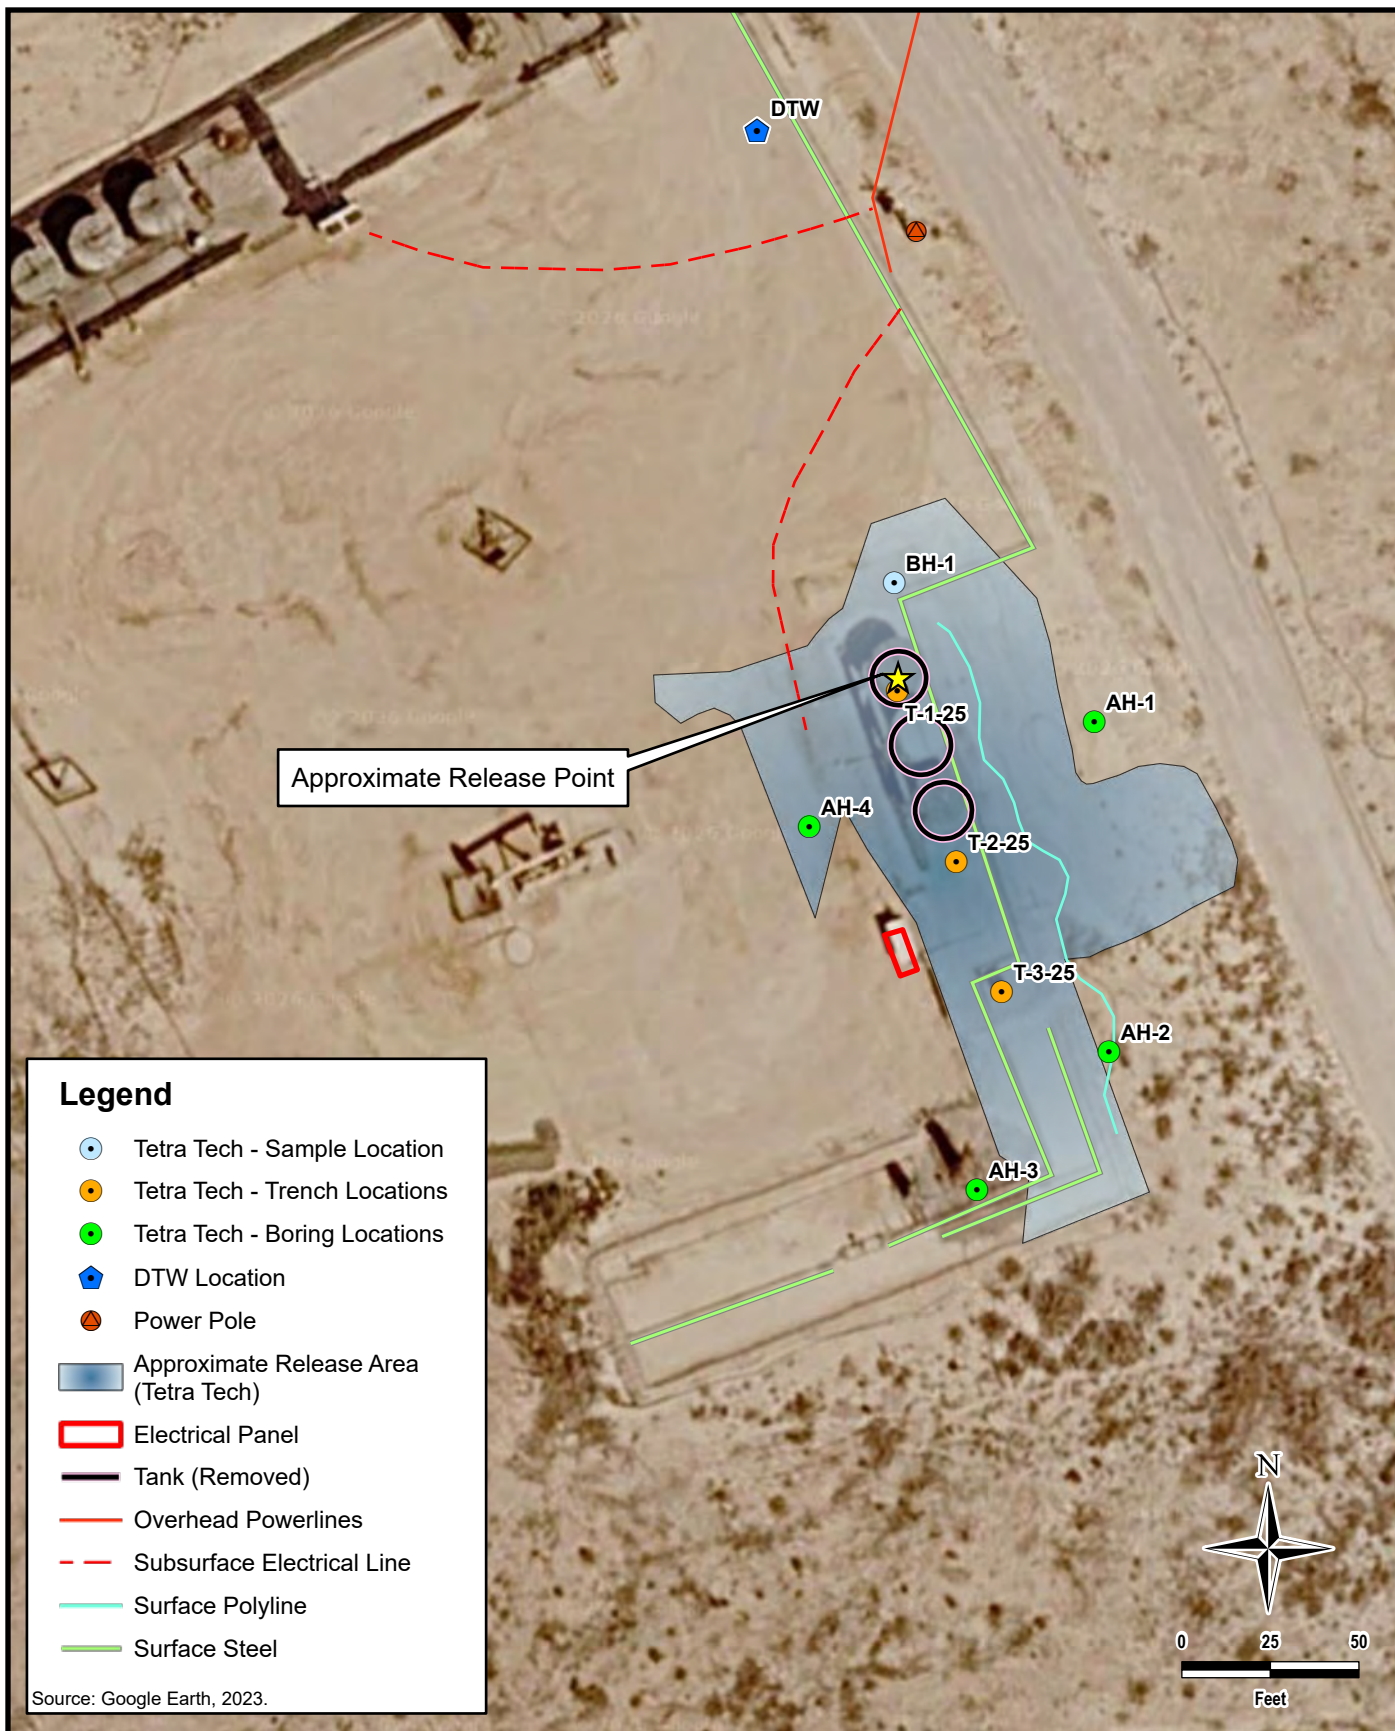 DTW
BH-1
AH-1
T-1-25
Approximate Release Point
AH-4
T-2-25
T-3-25
AH-2
AH-3
Legend
Tetra Tech - Sample Location
Tetra Tech - Trench Locations
Tetra Tech - Boring Locations
DTW Location
Power Pole
Approximate Release Area
(Tetra Tech)
Electrical Panel
Tank (Removed)
Overhead Powerlines
Subsurface Electrical Line
Surface Polyline
Surface Steel
Source: Google Earth, 2023.
N
0 25 50
Feet